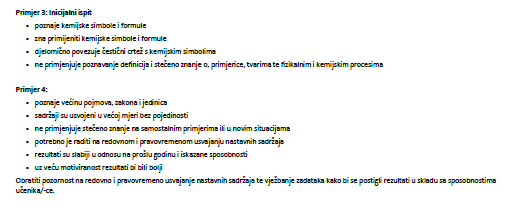 Primjer 3: Inicijalni ispit
• poznaje kemijske simbole i formule
• zna primijeniti kemijske simbole i formule
• djelomično povezuje čestični crtež s kemijskim simbolima
• ne primjenjuje poznavanje definicija i stečeno znanje o, primjerice, tvarima te fizikalnim i kemijskim procesima
Primjer 4:
• poznaje većinu pojmova, zakona i jedinica
• sadržaji su usvojeni u većoj mjeri bez pojedinosti
• ne primjenjuje stečeno znanje na samostalnim primjerima ili u novim situacijama
• potrebno je raditi na redovnom i pravovremenom usvajanju nastavnih sadržaja
• rezultati su slabiji u odnosu na prošlu godinu i iskazane sposobnosti
• uz veću motiviranost rezultati bi bili bolji
Obratiti pozornost na redovno i pravovremeno usvajanje nastavnih sadržaja te vježbanje zadataka kako bi se postigli rezultati u skladu sa sposobnostima
učenika/-ce.